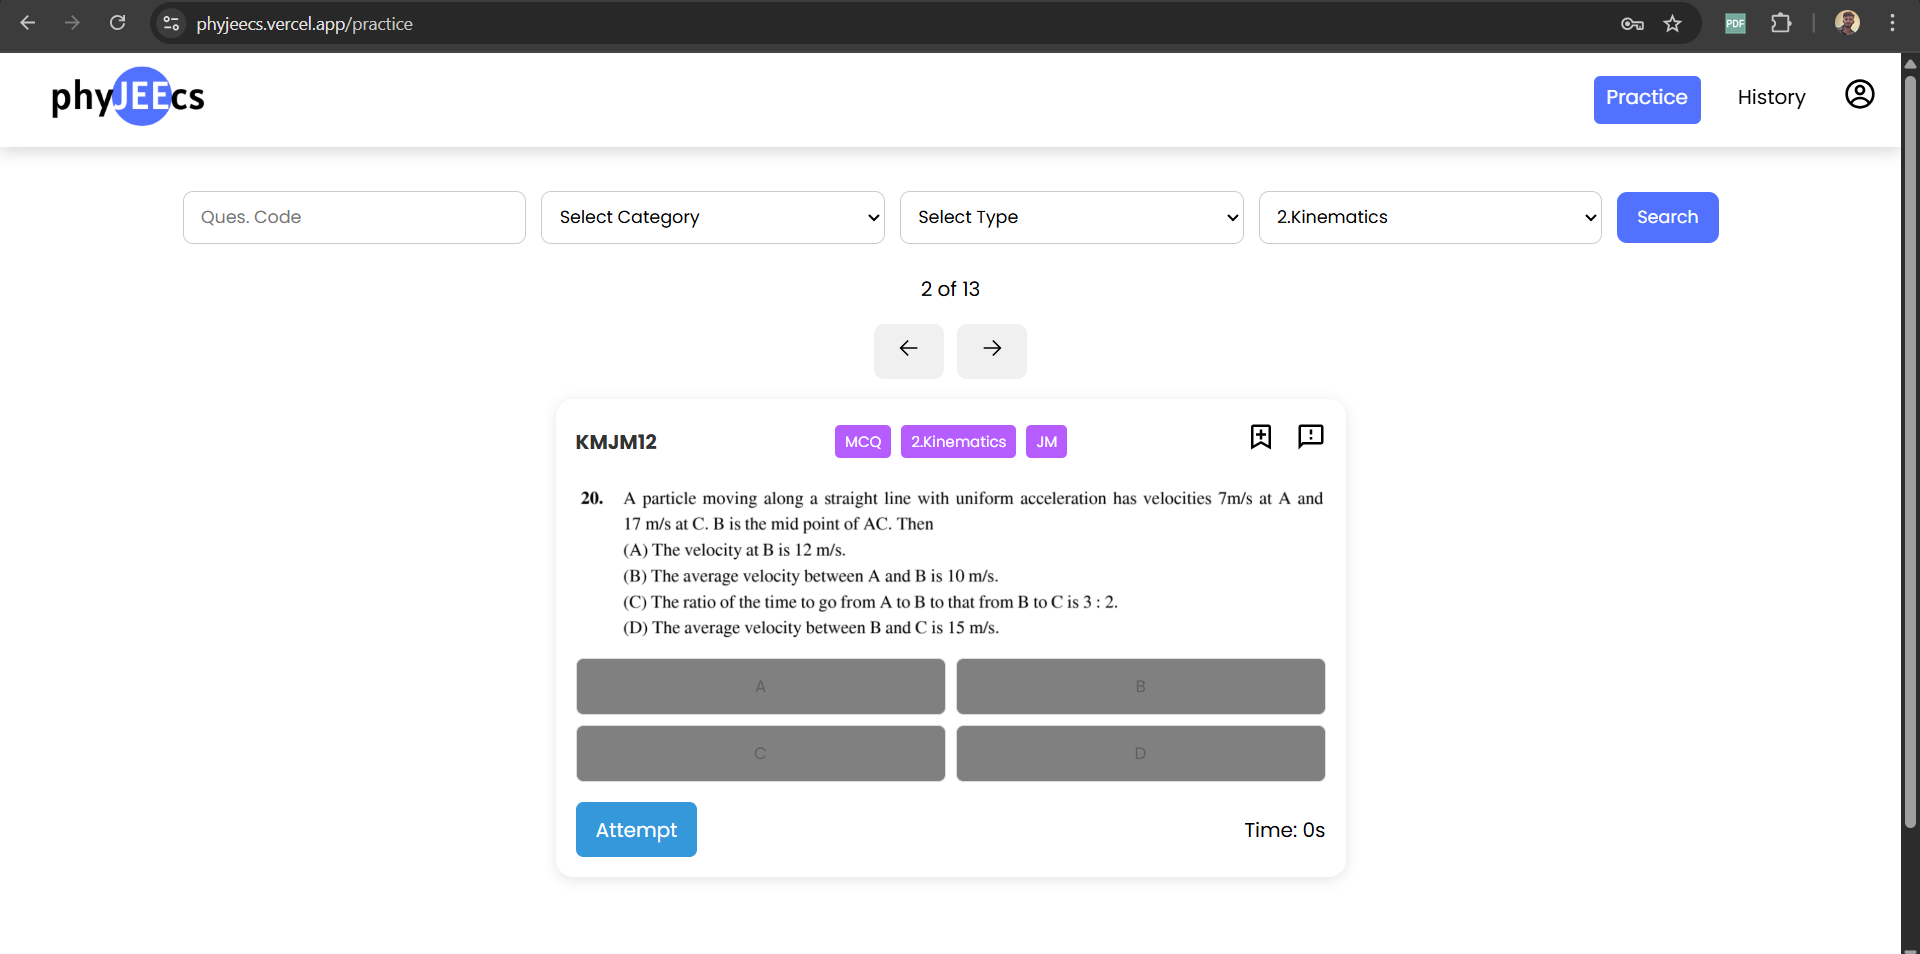 phyjeecs.vercel.app/practice
PDF
phyJEEcs
Practice
History
Ques. Code
Select Category
Select Type
2.Kinematics
Search
2 of 13
KMJM12
MCQ
2.Kinematics
JM
20. A particle moving along a straight line with uniform acceleration has velocities 7m/s at A and
17 m/s at C. B is the mid point of AC. Then
(A) The velocity at B is 12 m/s.
(B) The average velocity between A and B is 10 m/s.
(C) The ratio of the time to go from A to B to that from B to C is 3 : 2.
(D) The average velocity between B and C is 15 m/s.
A
B
C
D
Attempt
Time: 0s